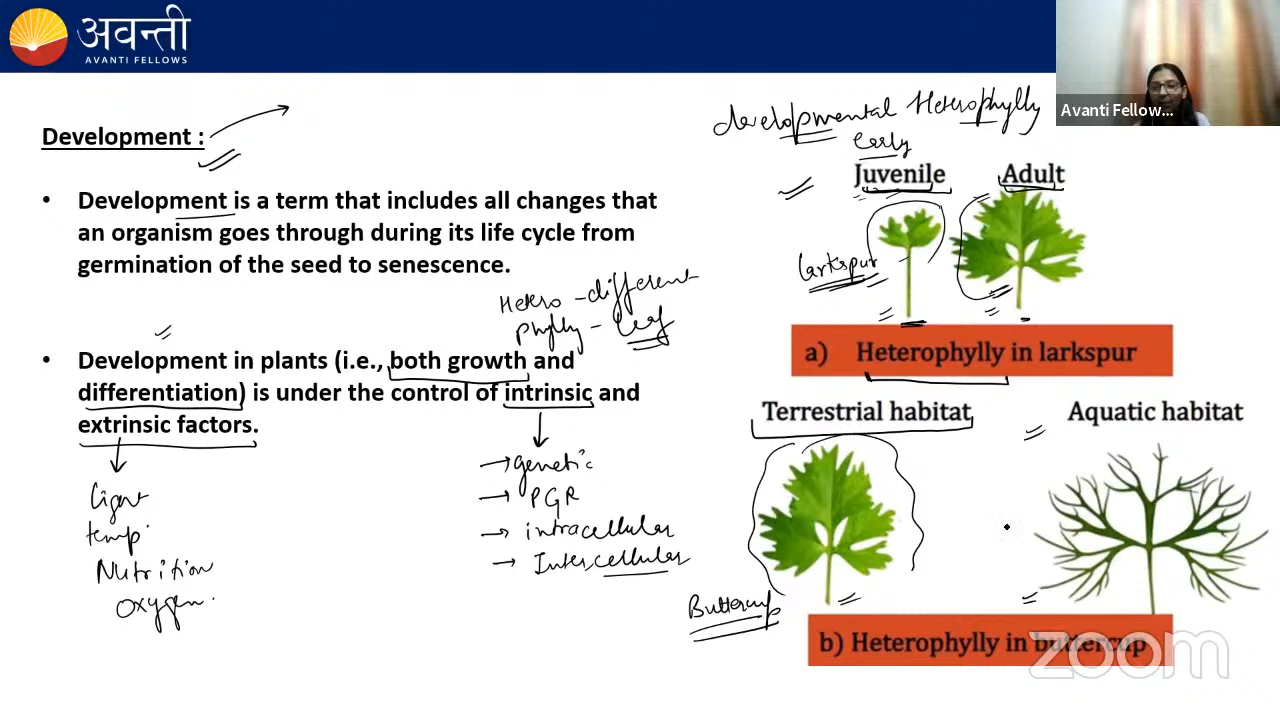 अवन्ती
AVANTI FELLOWS
Avanti Fellow...
Development :
• Development is a term that includes all changes that
an organism goes through during its life cycle from
germination of the seed to senescence.
Hetero - different
Phylly - leaf
• Development in plants (i.e., both growth and
differentiation) is under the control of intrinsic and
extrinsic factors.
Light
temp
Nutrition
Oxygen.
genetic
PGR
intracellular
Intercellular
developmental Heterophylly
Early
Juvenile Adult
larkspur
a) Heterophylly in larkspur
Terrestrial habitat Aquatic habitat
Buttercup
b) Heterophylly in buttercup
zoom